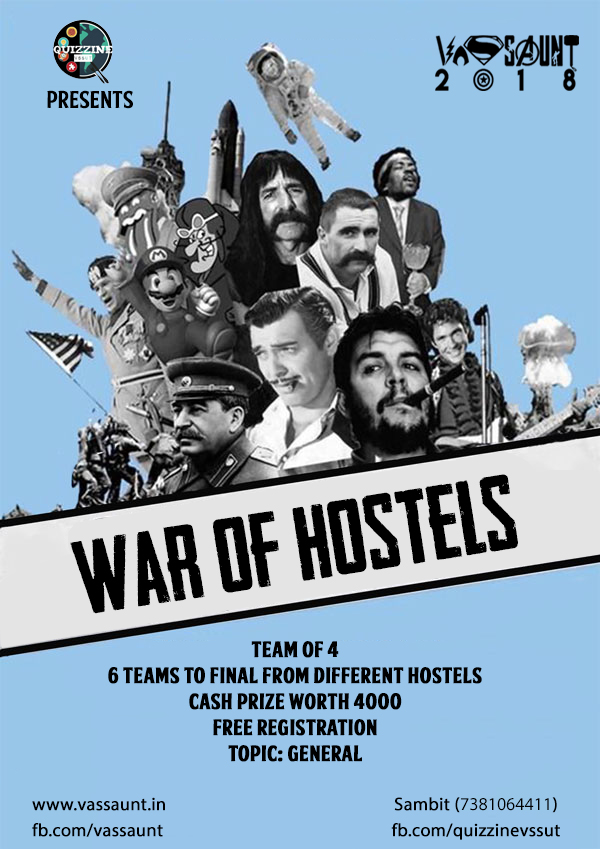 QUIZZINE
VSSUT
PRESENTS
VASSAUNT
2018
M
WAR OF HOSTELS
TEAM OF 4
6 TEAMS TO FINAL FROM DIFFERENT HOSTELS
CASH PRIZE WORTH 4000
FREE REGISTRATION
TOPIC: GENERAL
www.vassaunt.in
fb.com/vassaunt
Sambit (7381064411)
fb.com/quizzinevssut